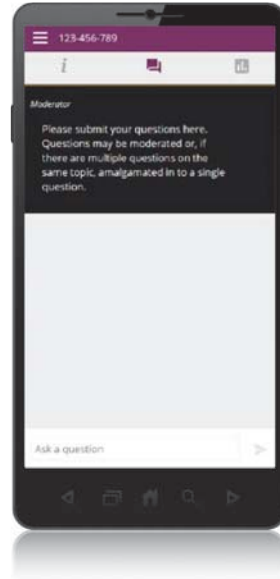 123-456-789
i
Moderator
Please submit your questions here.
Questions may be moderated or, if
there are multiple questions on the
same topic, amalgamated in to a single
question.
Ask a question